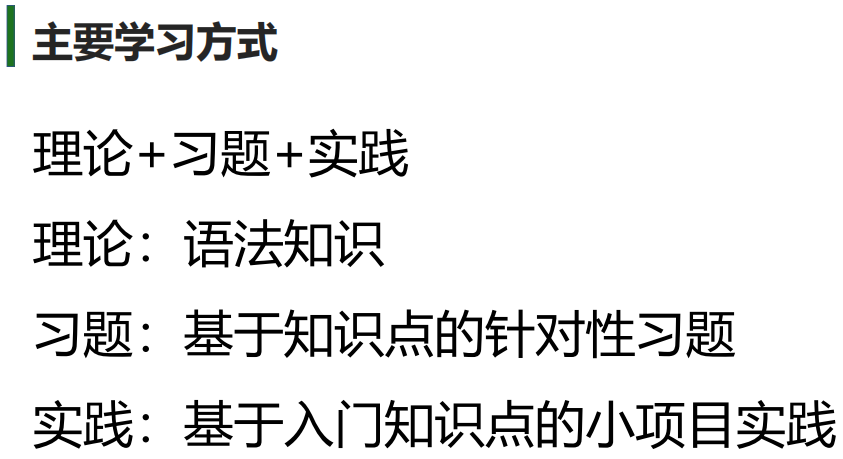 主要学习方式
理论+习题+实践
理论：语法知识
习题：基于知识点的针对性习题
实践：基于入门知识点的小项目实践